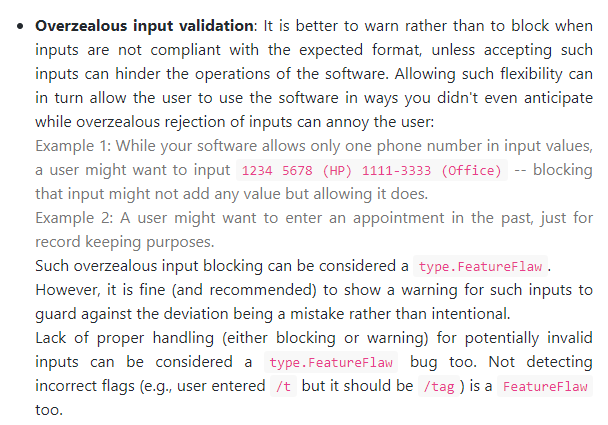 • Overzealous input validation: It is better to warn rather than to block when
inputs are not compliant with the expected format, unless accepting such
inputs can hinder the operations of the software. Allowing such flexibility can
in turn allow the user to use the software in ways you didn't even anticipate
while overzealous rejection of inputs can annoy the user:
Example 1: While your software allows only one phone number in input values,
a user might want to input 1234 5678 (HP) 1111-3333 (Office) -- blocking
that input might not add any value but allowing it does.
Example 2: A user might want to enter an appointment in the past, just for
record keeping purposes.
Such overzealous input blocking can be considered a type.FeatureFlaw.
However, it is fine (and recommended) to show a warning for such inputs to
guard against the deviation being a mistake rather than intentional.
Lack of proper handling (either blocking or warning) for potentially invalid
inputs can be considered a type.FeatureFlaw bug too. Not detecting
incorrect flags (e.g., user entered /t but it should be /tag) is a FeatureFlaw
too.